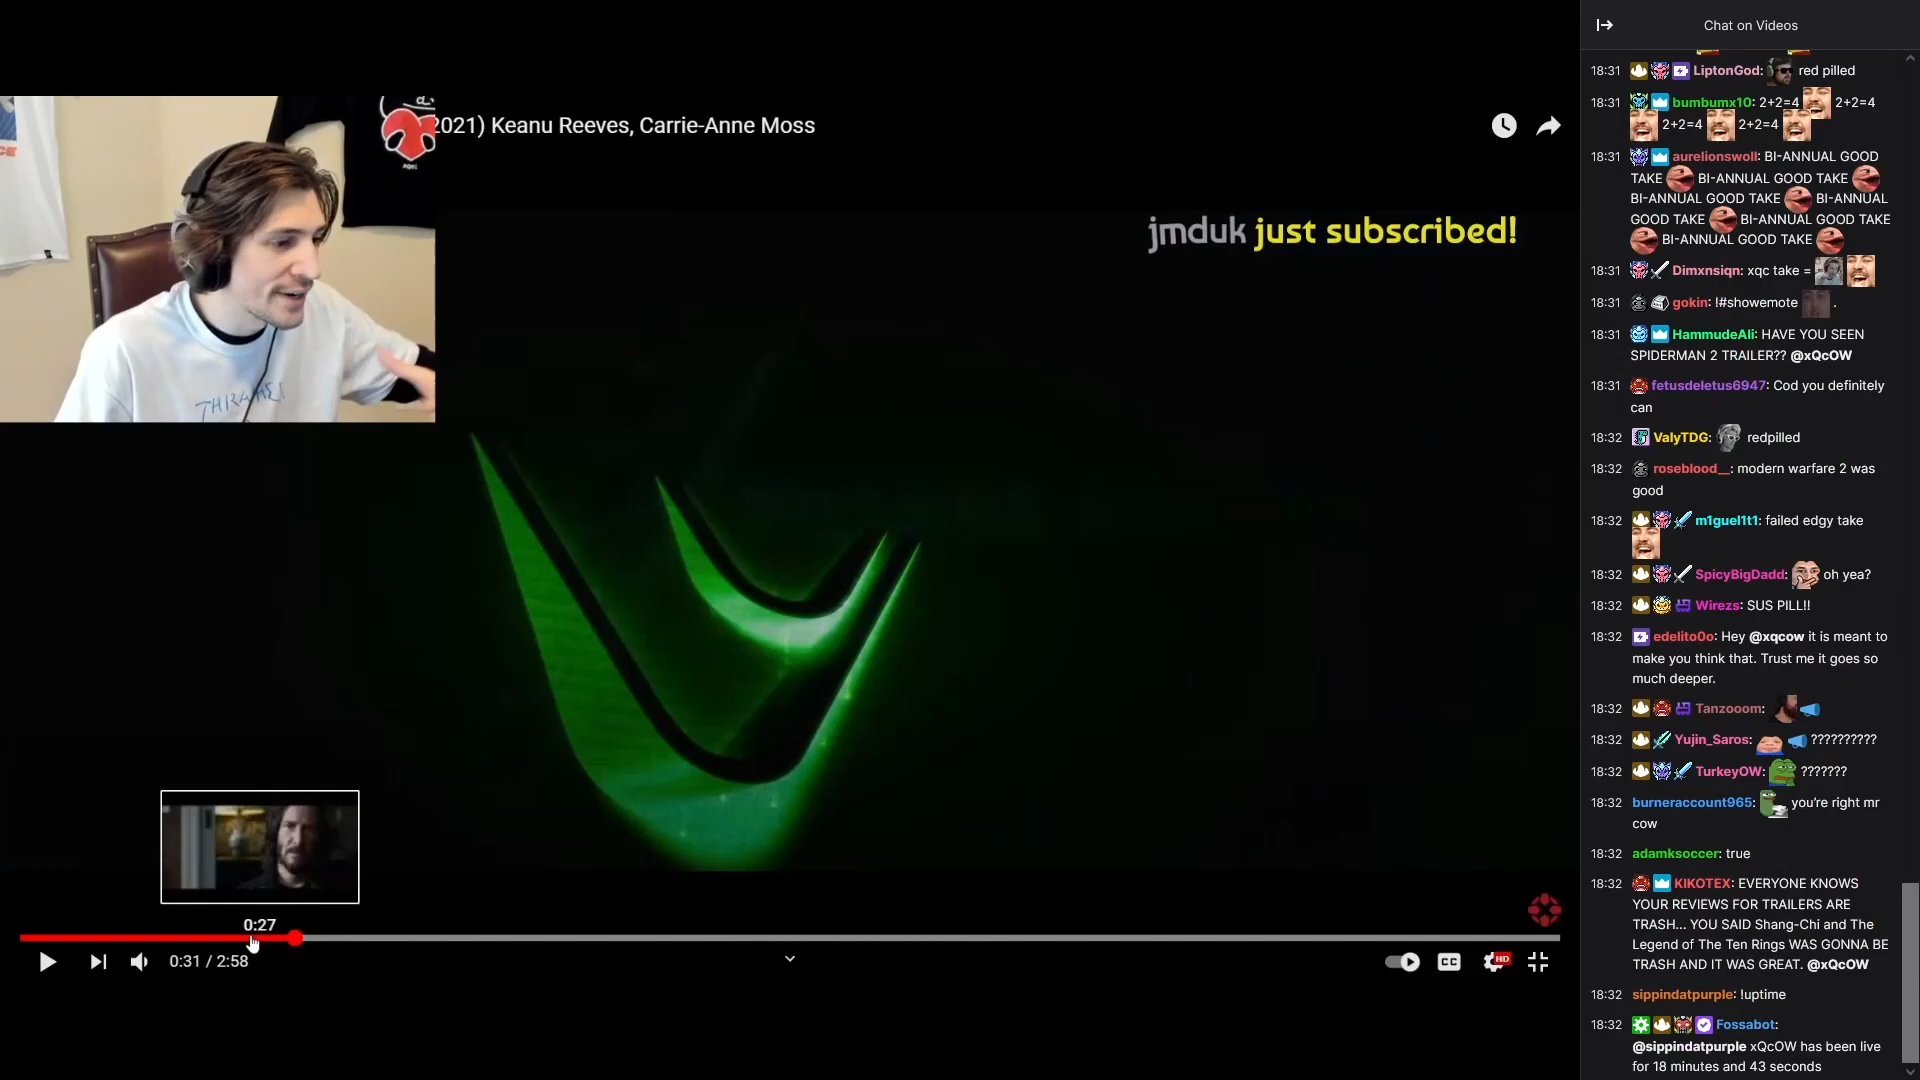 Chat on Videos
2021) Keanu Reeves, Carrie-Anne Moss
jmduk just subscribed!
0:27
0:31 / 2:58
CC
HD
18:31 LiptonGod: red pilled
18:31 bumbumx10: 2+2=4 2+2=4
2+2=4 2+2=4
18:31 aurelionswoll: BI-ANNUAL GOOD
TAKE BI-ANNUAL GOOD TAKE
BI-ANNUAL GOOD TAKE BI-ANNUAL
GOOD TAKE BI-ANNUAL GOOD TAKE
BI-ANNUAL GOOD TAKE
18:31 Dimxnsiqn: xqc take =
18:31 gokin: !#showemote .
18:31 HammudeAli: HAVE YOU SEEN
SPIDERMAN 2 TRAILER?? @xQcOW
18:31 fetusdeletus6947: Cod you definitely
can
18:32 ValyTDG: redpilled
18:32 roseblood__: modern warfare 2 was
good
18:32 m1guel1t1: failed edgy take
18:32 SpicyBigDadd: oh yea?
18:32 Wirezs: SUS PILL!!
18:32 edelito0o: Hey @xqcow it is meant to
make you think that. Trust me it goes so
much deeper.
18:32 Tanzooom:
18:32 Yujin_Saros: ??????????
18:32 TurkeyOW: ???????
18:32 burneraccount965: you're right mr
cow
18:32 adamksoccer: true
18:32 KIKOTEX: EVERYONE KNOWS
YOUR REVIEWS FOR TRAILERS ARE
TRASH... YOU SAID Shang-Chi and The
Legend of The Ten Rings WAS GONNA BE
TRASH AND IT WAS GREAT. @xQcOW
18:32 sippindatpurple: !uptime
18:32 Fossabot:
@sippindatpurple xQcOW has been live
for 18 minutes and 43 seconds